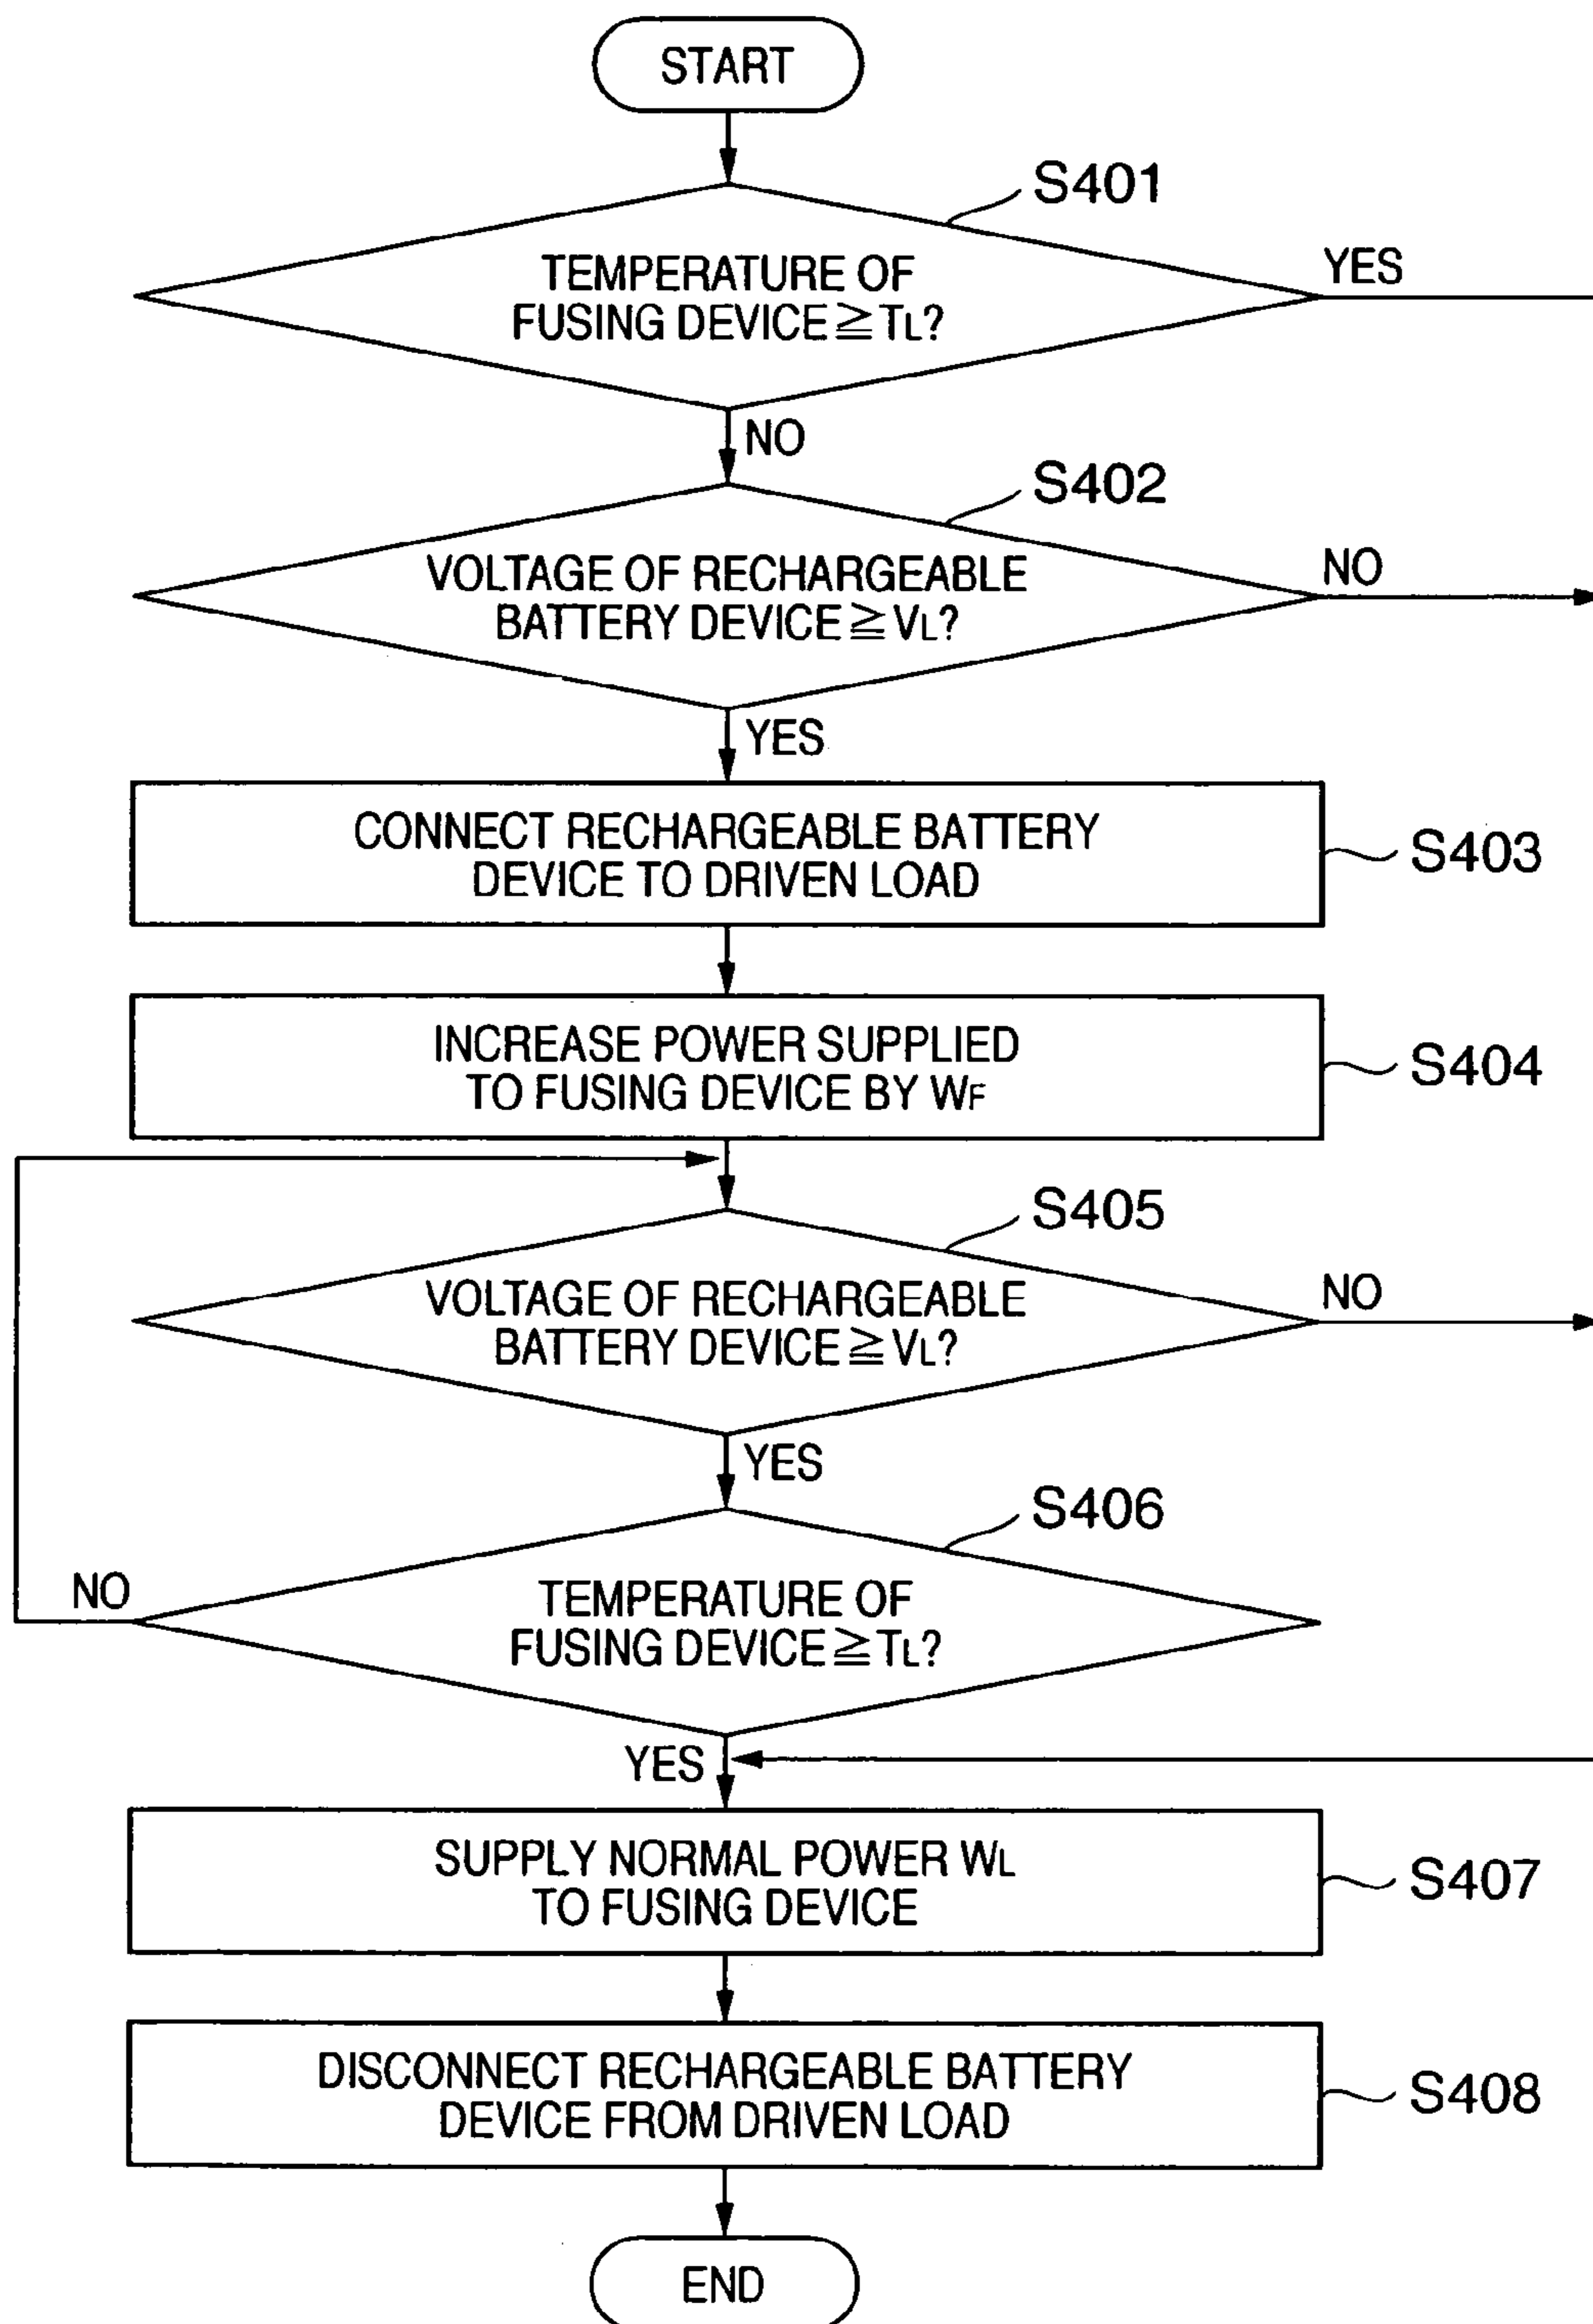 START
S401
TEMPERATURE OF
FUSING DEVICE ≧ TL?
YES
NO
S402
VOLTAGE OF RECHARGEABLE
BATTERY DEVICE ≧ VL?
NO
YES
CONNECT RECHARGEABLE BATTERY
DEVICE TO DRIVEN LOAD
S403
INCREASE POWER SUPPLIED
TO FUSING DEVICE BY WF
S404
S405
VOLTAGE OF RECHARGEABLE
BATTERY DEVICE ≧ VL?
NO
YES
S406
TEMPERATURE OF
FUSING DEVICE ≧ TL?
NO
YES
SUPPLY NORMAL POWER WL
TO FUSING DEVICE
S407
DISCONNECT RECHARGEABLE BATTERY
DEVICE FROM DRIVEN LOAD
S408
END